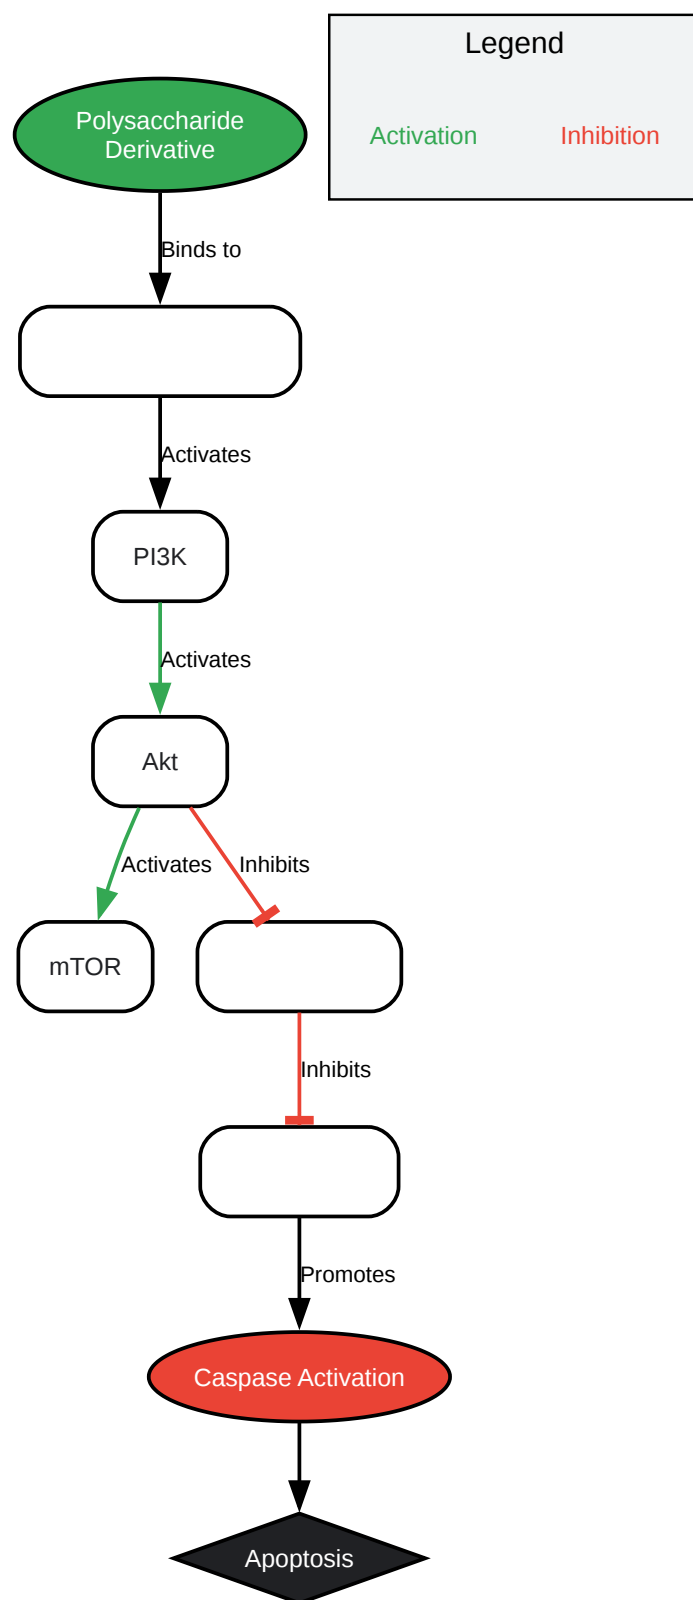 Legend
Activation
Inhibition
Polysaccharide
Derivative
Binds to
Activates
PI3K
Activates
Akt
Activates
Inhibits
mTOR
Inhibits
Promotes
Caspase Activation
Apoptosis